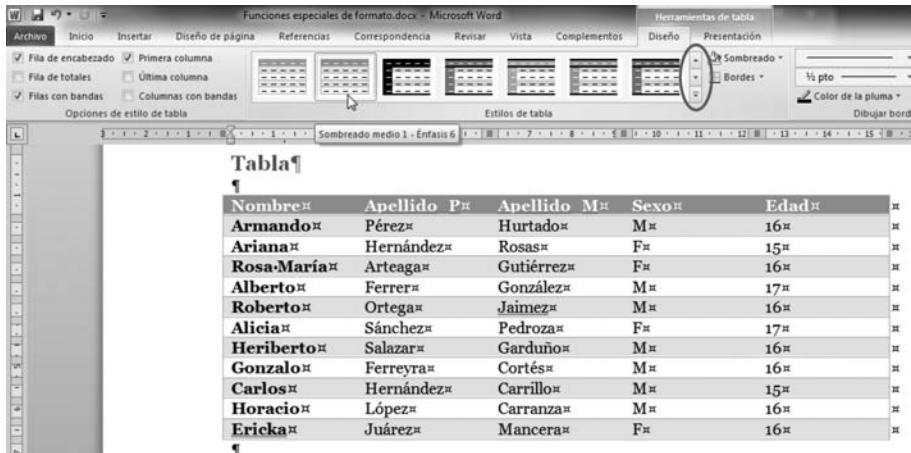 Funciones especiales de formato.docx - Microsoft Word Herramientas de tabla
Archivo Inicio Insertar Diseño de página Referencias Correspondencia Revisar Vista Complementos Diseño Presentación
Fila de encabezado Primera columna Sombreado
Fila de totales Última columna Bordes ½ pto
Filas con bandas Columnas con bandas Color de la pluma
Opciones de estilo de tabla Estilos de tabla Dibujar bord
Sombreado medio 1 - Énfasis 6
Tabla¶
¶
Nombre¤ Apellido P¤ Apellido M¤ Sexo¤ Edad¤ ¤
Armando¤ Pérez¤ Hurtado¤ M¤ 16¤ ¤
Ariana¤ Hernández¤ Rosas¤ F¤ 15¤ ¤
Rosa·María¤ Arteaga¤ Gutiérrez¤ F¤ 16¤ ¤
Alberto¤ Ferrer¤ González¤ M¤ 17¤ ¤
Roberto¤ Ortega¤ Jaimez¤ M¤ 16¤ ¤
Alicia¤ Sánchez¤ Pedroza¤ F¤ 17¤ ¤
Heriberto¤ Salazar¤ Garduño¤ M¤ 16¤ ¤
Gonzalo¤ Ferreyra¤ Cortés¤ M¤ 16¤ ¤
Carlos¤ Hernández¤ Carrillo¤ M¤ 15¤ ¤
Horacio¤ López¤ Carranza¤ M¤ 16¤ ¤
Ericka¤ Juárez¤ Mancera¤ F¤ 16¤ ¤
¶